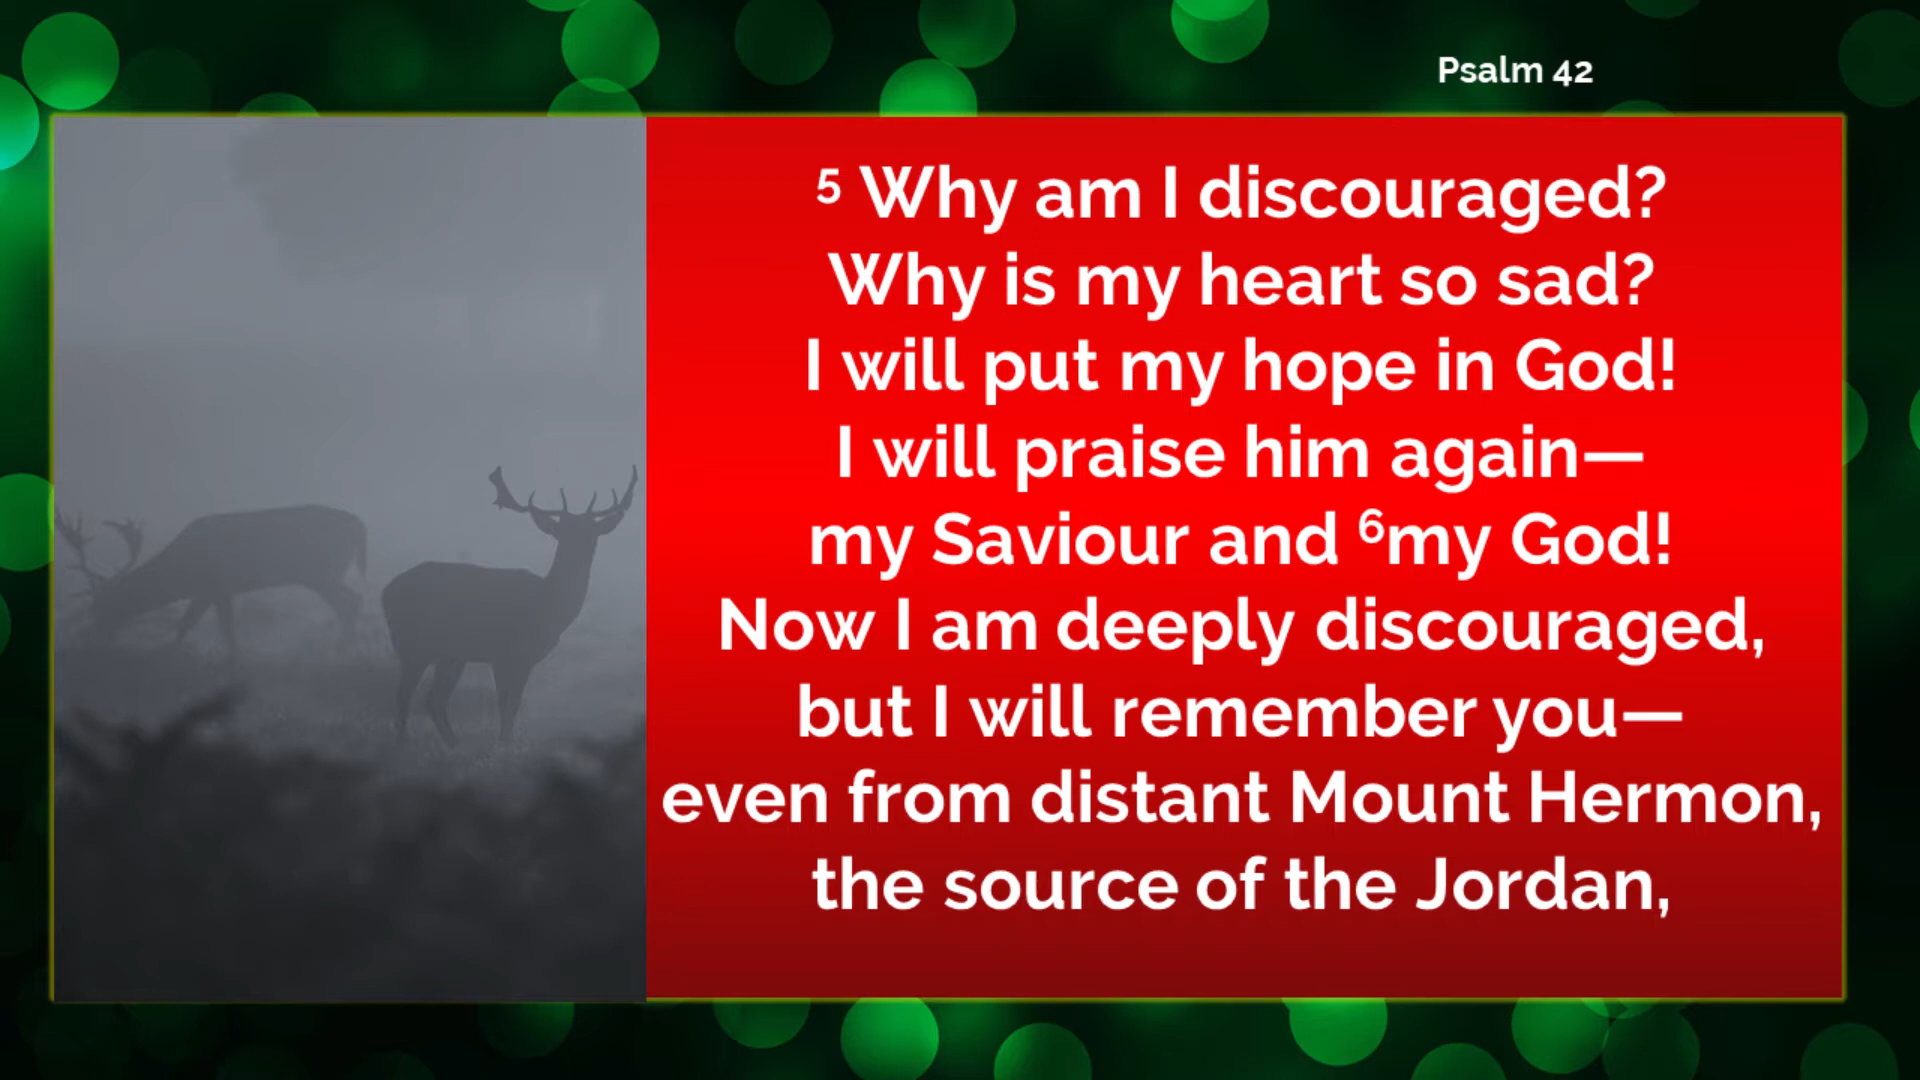 Psalm 42
⁵ Why am I discouraged?
Why is my heart so sad?
I will put my hope in God!
I will praise him again—
my Saviour and ⁶my God!
Now I am deeply discouraged,
but I will remember you—
even from distant Mount Hermon,
the source of the Jordan,